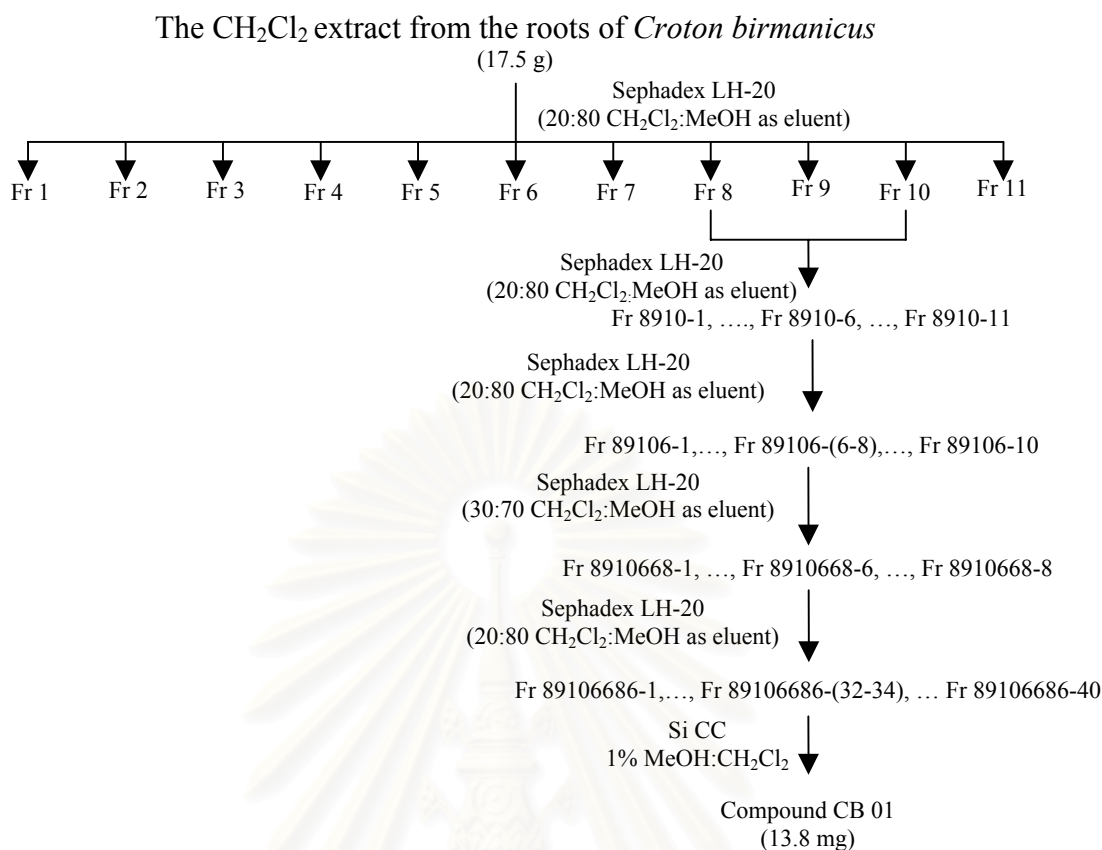 The CH₂Cl₂ extract from the roots of Croton birmanicus
(17.5 g)
Sephadex LH-20
(20:80 CH₂Cl₂:MeOH as eluent)
Fr 1 Fr 2 Fr 3 Fr 4 Fr 5 Fr 6 Fr 7 Fr 8 Fr 9 Fr 10 Fr 11
Sephadex LH-20
(20:80 CH₂Cl₂:MeOH as eluent)
Fr 8910-1, …., Fr 8910-6, …, Fr 8910-11
Sephadex LH-20
(20:80 CH₂Cl₂:MeOH as eluent)
Fr 89106-1,…, Fr 89106-(6-8),…, Fr 89106-10
Sephadex LH-20
(30:70 CH₂Cl₂:MeOH as eluent)
Fr 8910668-1, …, Fr 8910668-6, …, Fr 8910668-8
Sephadex LH-20
(20:80 CH₂Cl₂:MeOH as eluent)
Fr 89106686-1,…, Fr 89106686-(32-34), … Fr 89106686-40
Si CC
1% MeOH:CH₂Cl₂
Compound CB 01
(13.8 mg)